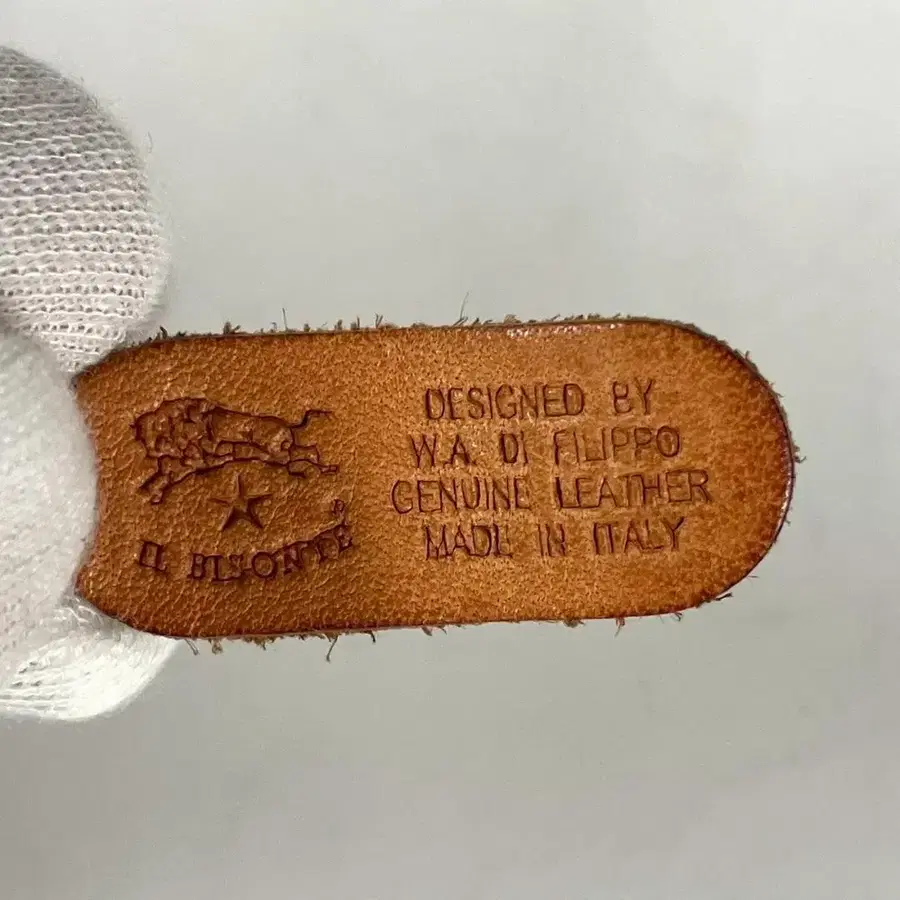 IL BISONTE®
DESIGNED BY
W.A. DI FILIPPO
GENUINE LEATHER
MADE IN ITALY